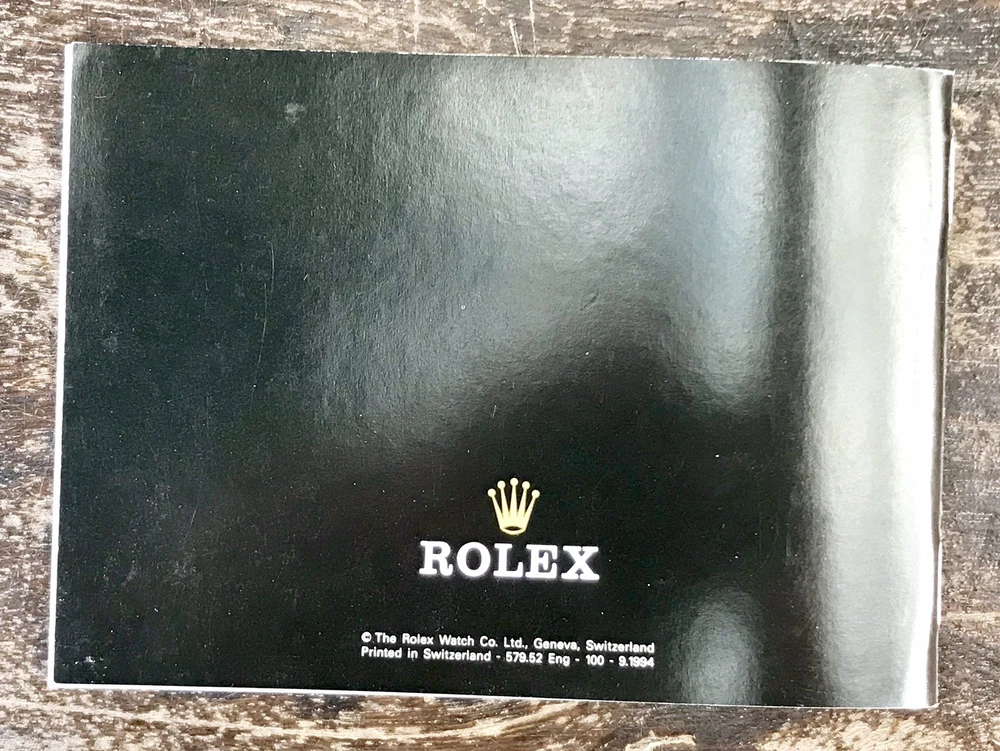 ROLEX
© The Rolex Watch Co. Ltd., Geneva, Switzerland
Printed in Switzerland - 579.52 Eng - 100 - 9.1994